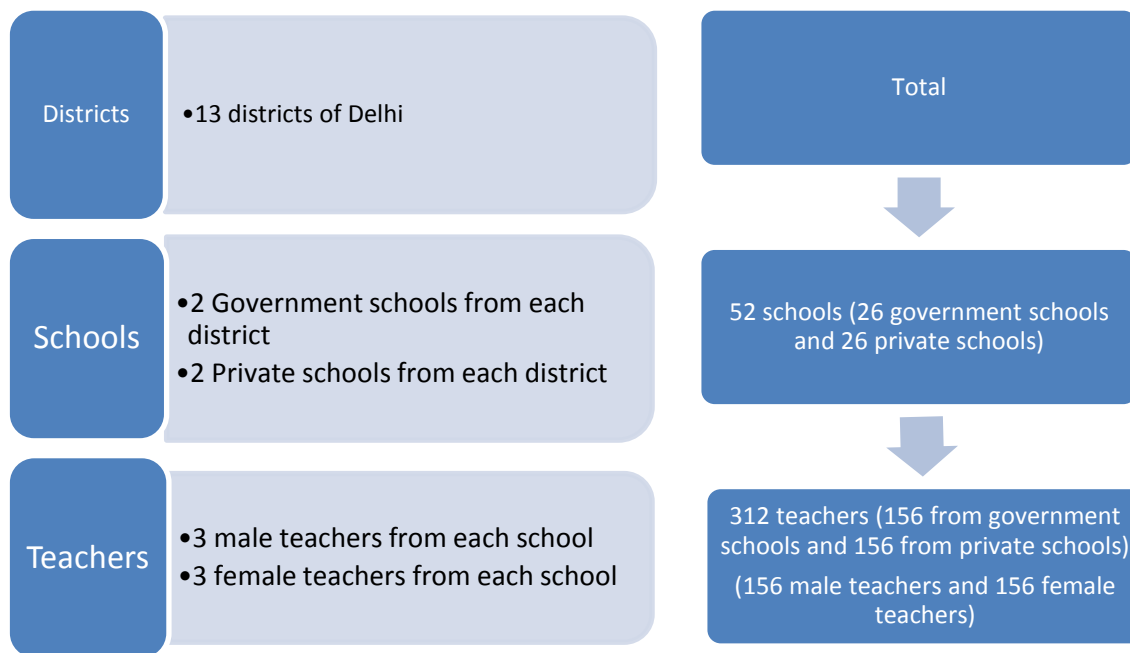 Districts
•13 districts of Delhi
Total
Schools
•2 Government schools from each
district
•2 Private schools from each district
52 schools (26 government schools
and 26 private schools)
Teachers
•3 male teachers from each school
•3 female teachers from each school
312 teachers (156 from government
schools and 156 from private schools)
(156 male teachers and 156 female
teachers)